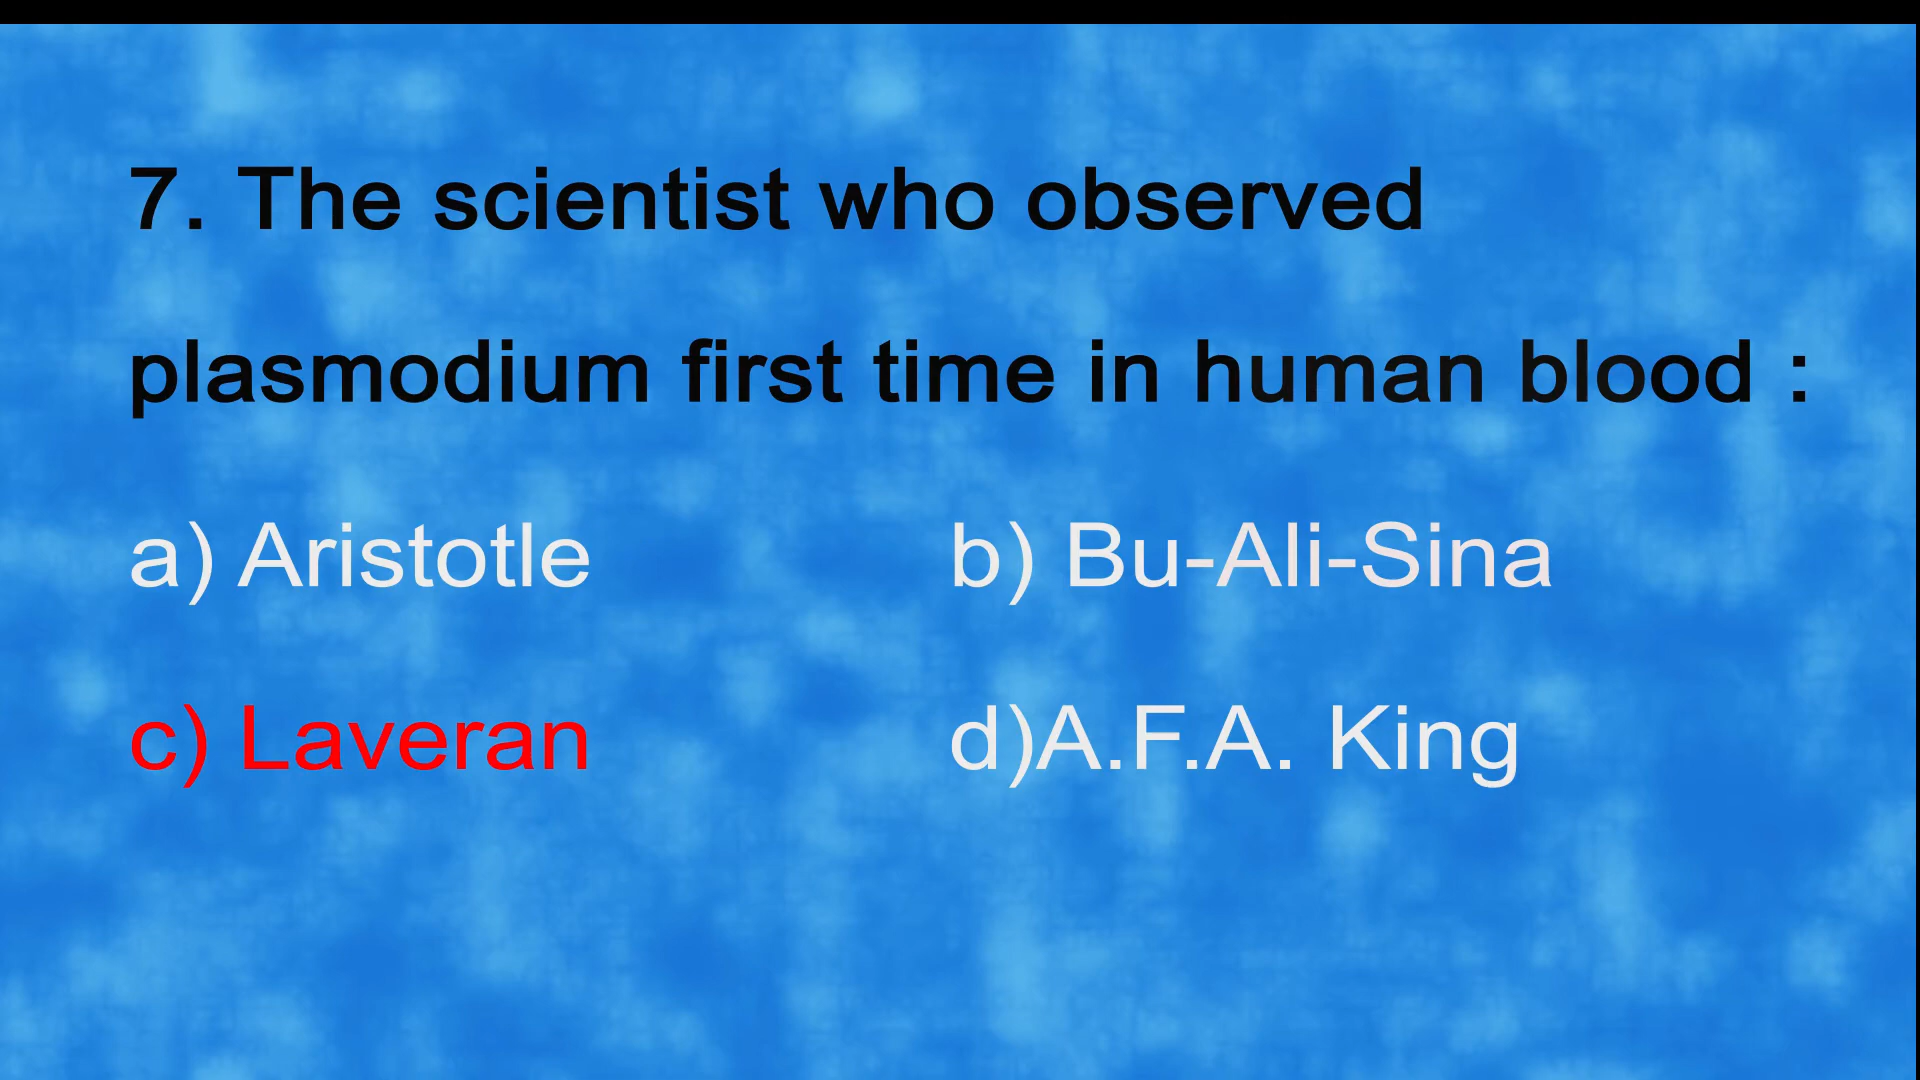 7. The scientist who observed
plasmodium first time in human blood :
a) Aristotle b) Bu-Ali-Sina
c) Laveran d)A.F.A. King